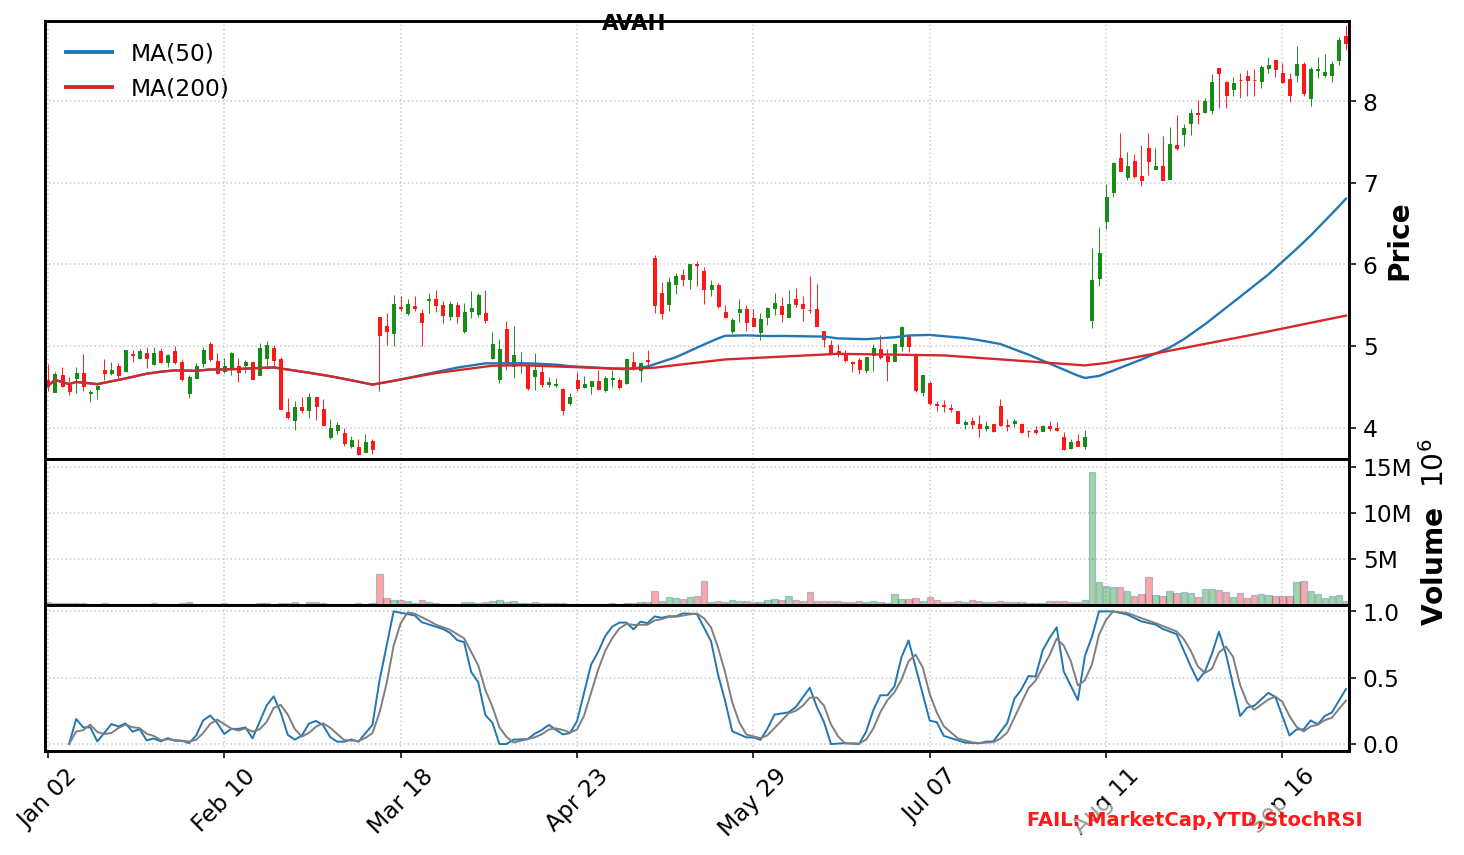 AVAH
MA(50)
MA(200)
8
7
6
5
4
Price
10^6
15M
10M
5M
Volume
1.0
0.5
0.0
Jan 02
Feb 10
Mar 18
Apr 23
May 29
Jul 07
Aug 11
Sep 16
FAIL: MarketCap,YTD,StochRSI